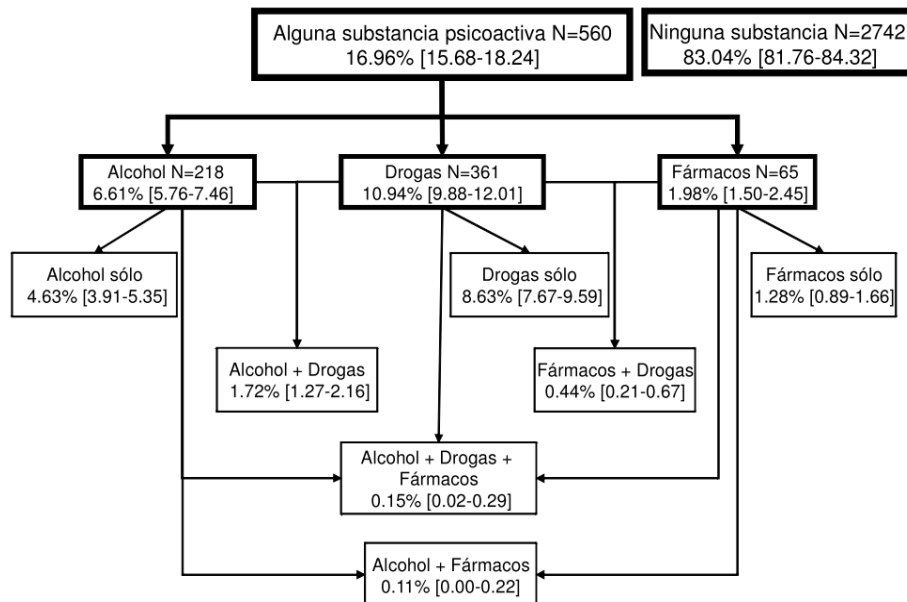 Alguna substancia psicoactiva N=560
16.96% [15.68-18.24]
Ninguna substancia N=2742
83.04% [81.76-84.32]
Alcohol N=218
6.61% [5.76-7.46]
Drogas N=361
10.94% [9.88-12.01]
Fármacos N=65
1.98% [1.50-2.45]
Alcohol sólo
4.63% [3.91-5.35]
Drogas sólo
8.63% [7.67-9.59]
Fármacos sólo
1.28% [0.89-1.66]
Alcohol + Drogas
1.72% [1.27-2.16]
Fármacos + Drogas
0.44% [0.21-0.67]
Alcohol + Drogas +
Fármacos
0.15% [0.02-0.29]
Alcohol + Fármacos
0.11% [0.00-0.22]